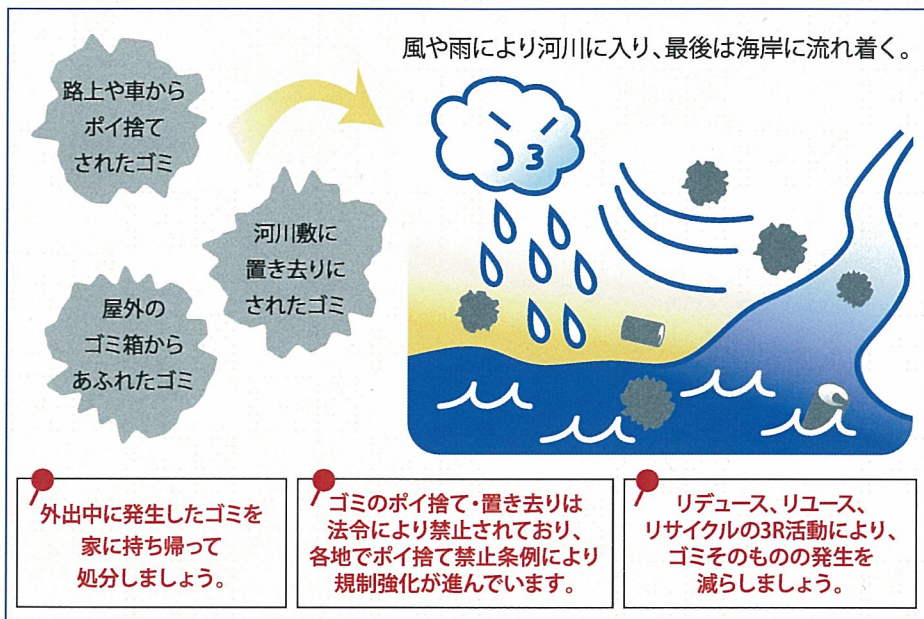 風や雨により河川に入り、最後は海岸に流れ着く。
路上や車から
ポイ捨て
されたゴミ
河川敷に
置き去りに
されたゴミ
屋外の
ゴミ箱から
あふれたゴミ
外出中に発生したゴミを
家に持ち帰って
処分しましょう。
ゴミのポイ捨て・置き去りは
法令により禁止されており、
各地でポイ捨て禁止条例により
規制強化が進んでいます。
リデュース、リユース、
リサイクルの3R活動により、
ゴミそのものの発生を
減らしましょう。